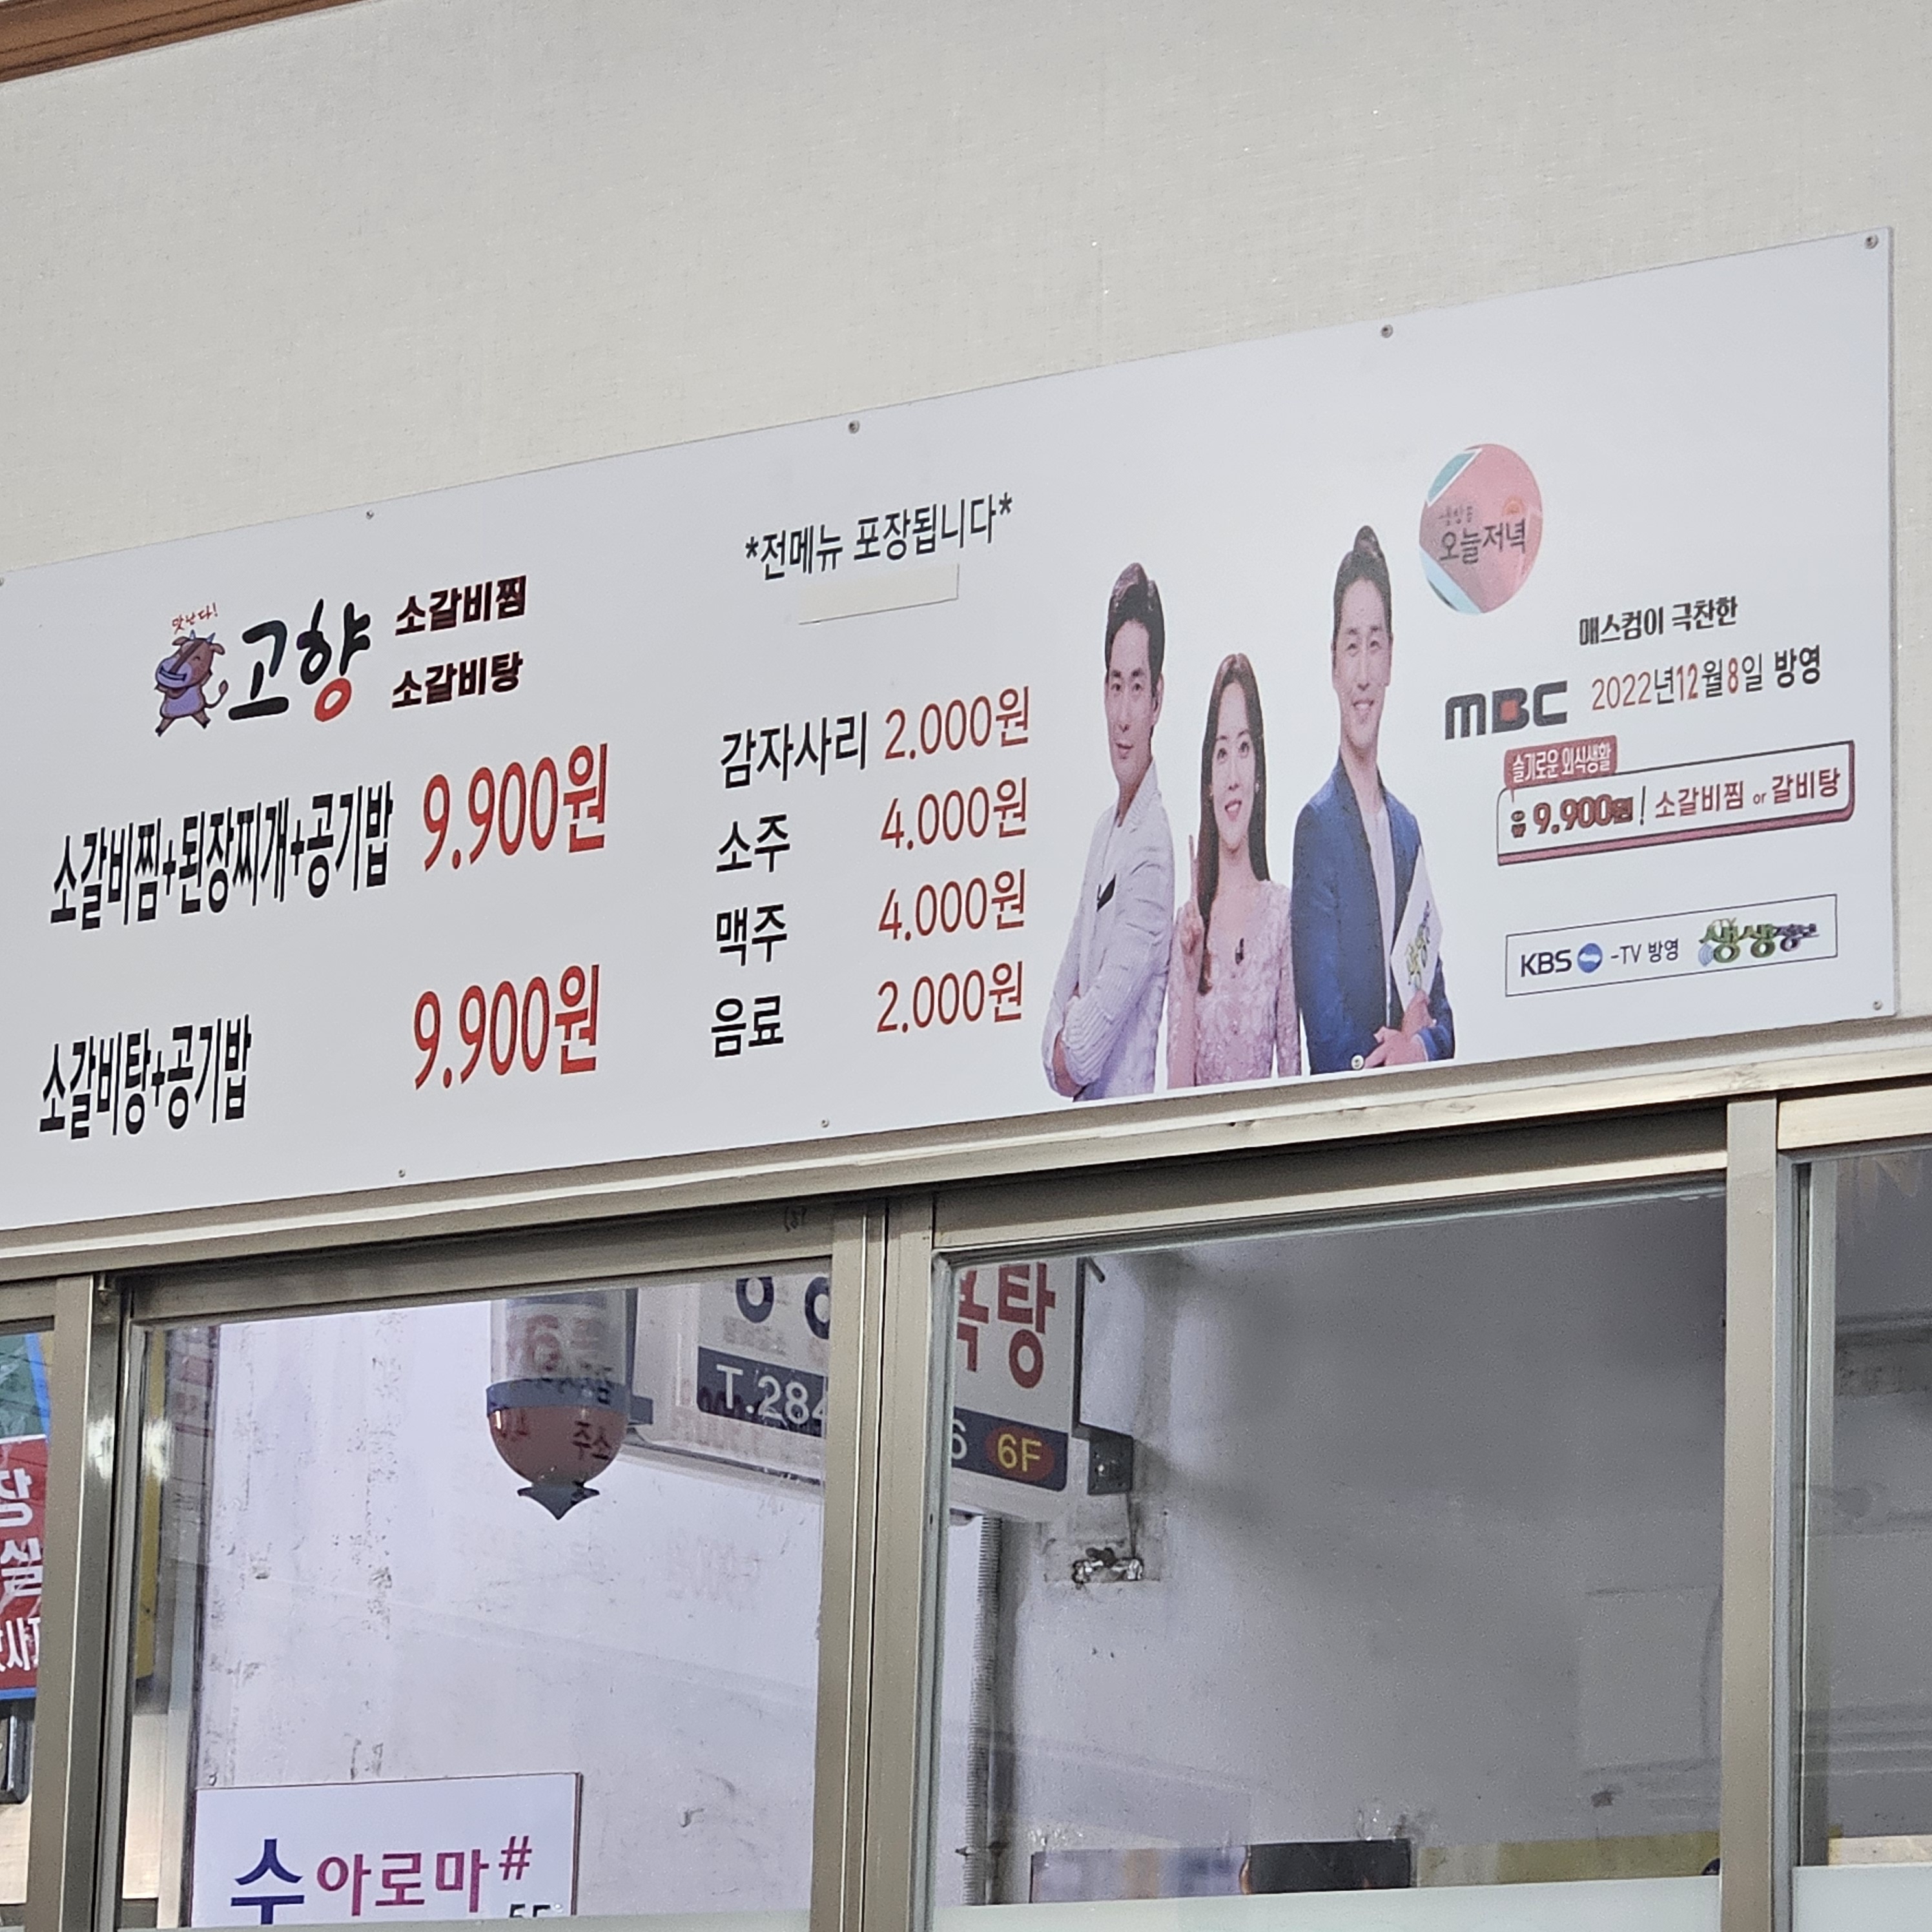 맛난다!
고향
소갈비찜
소갈비탕
소갈비찜+된장찌개+공기밥 9.900원
소갈비탕+공기밥 9.900원
*전메뉴 포장됩니다*
감자사리 2.000원
소주 4.000원
맥주 4.000원
음료 2.000원
오늘저녁
매스컴이 극찬한
MBC 2022년12월8일 방영
슬기로운 외식생활
9.900원 / 소갈비찜 or 갈비탕
KBS -TV 방영 생생정보
탕
T.284
6 6F
소주
수아로마#